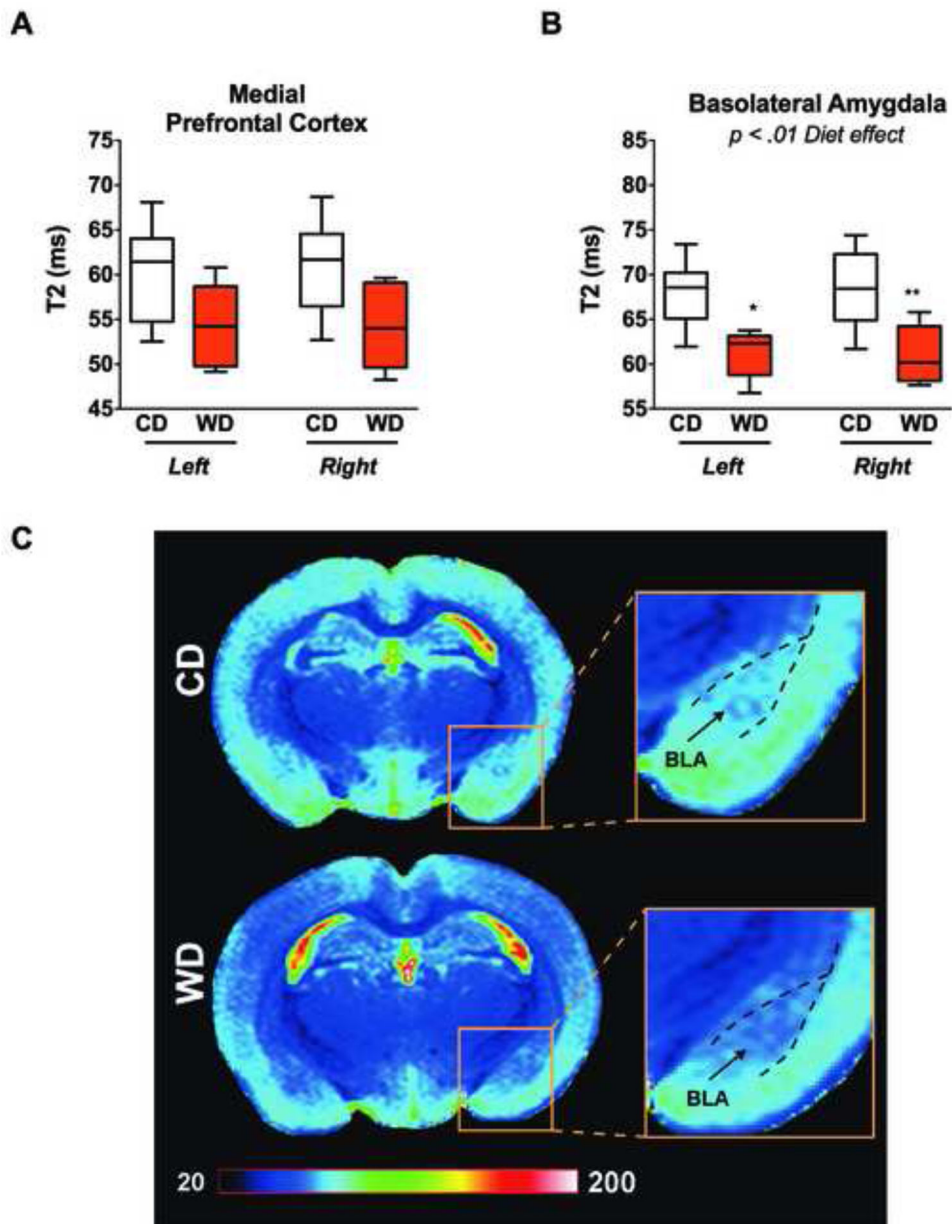 A
Medial
Prefrontal Cortex
75
70
65
60
55
50
45
T2 (ms)
CD WD CD WD
Left Right
B
Basolateral Amygdala
p < .01 Diet effect
85
80
75
70
65
60
55
T2 (ms)
*
**
CD WD CD WD
Left Right
C
CD
BLA
WD
BLA
20 200